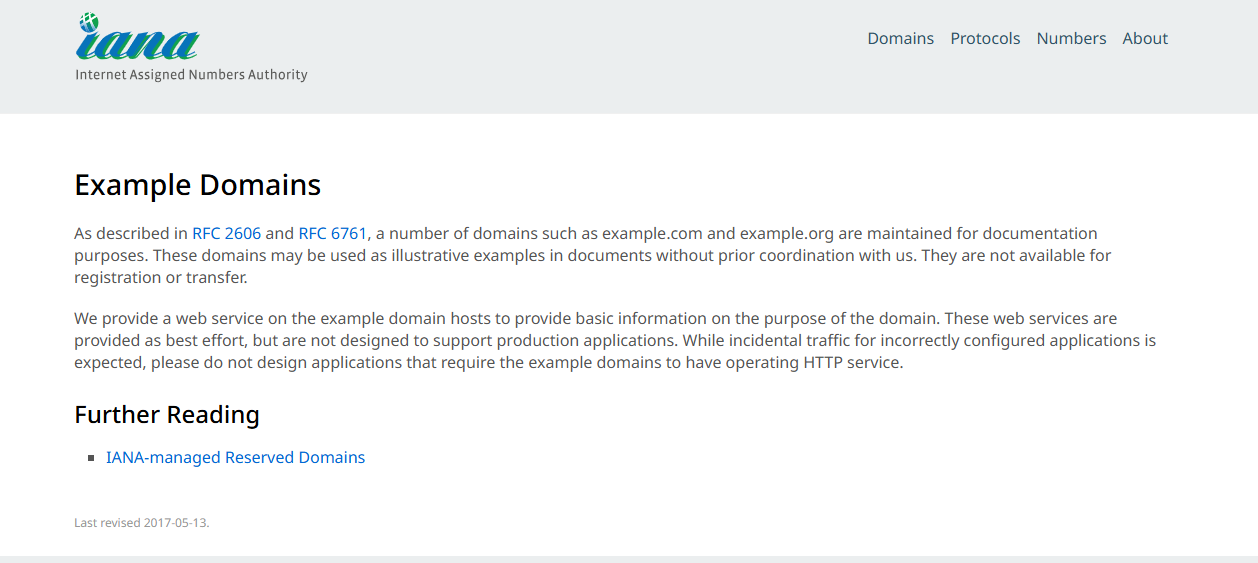 iana
Internet Assigned Numbers Authority
Domains Protocols Numbers About
Example Domains
As described in RFC 2606 and RFC 6761, a number of domains such as example.com and example.org are maintained for documentation
purposes. These domains may be used as illustrative examples in documents without prior coordination with us. They are not available for
registration or transfer.
We provide a web service on the example domain hosts to provide basic information on the purpose of the domain. These web services are
provided as best effort, but are not designed to support production applications. While incidental traffic for incorrectly configured applications is
expected, please do not design applications that require the example domains to have operating HTTP service.
Further Reading
IANA-managed Reserved Domains
Last revised 2017-05-13.